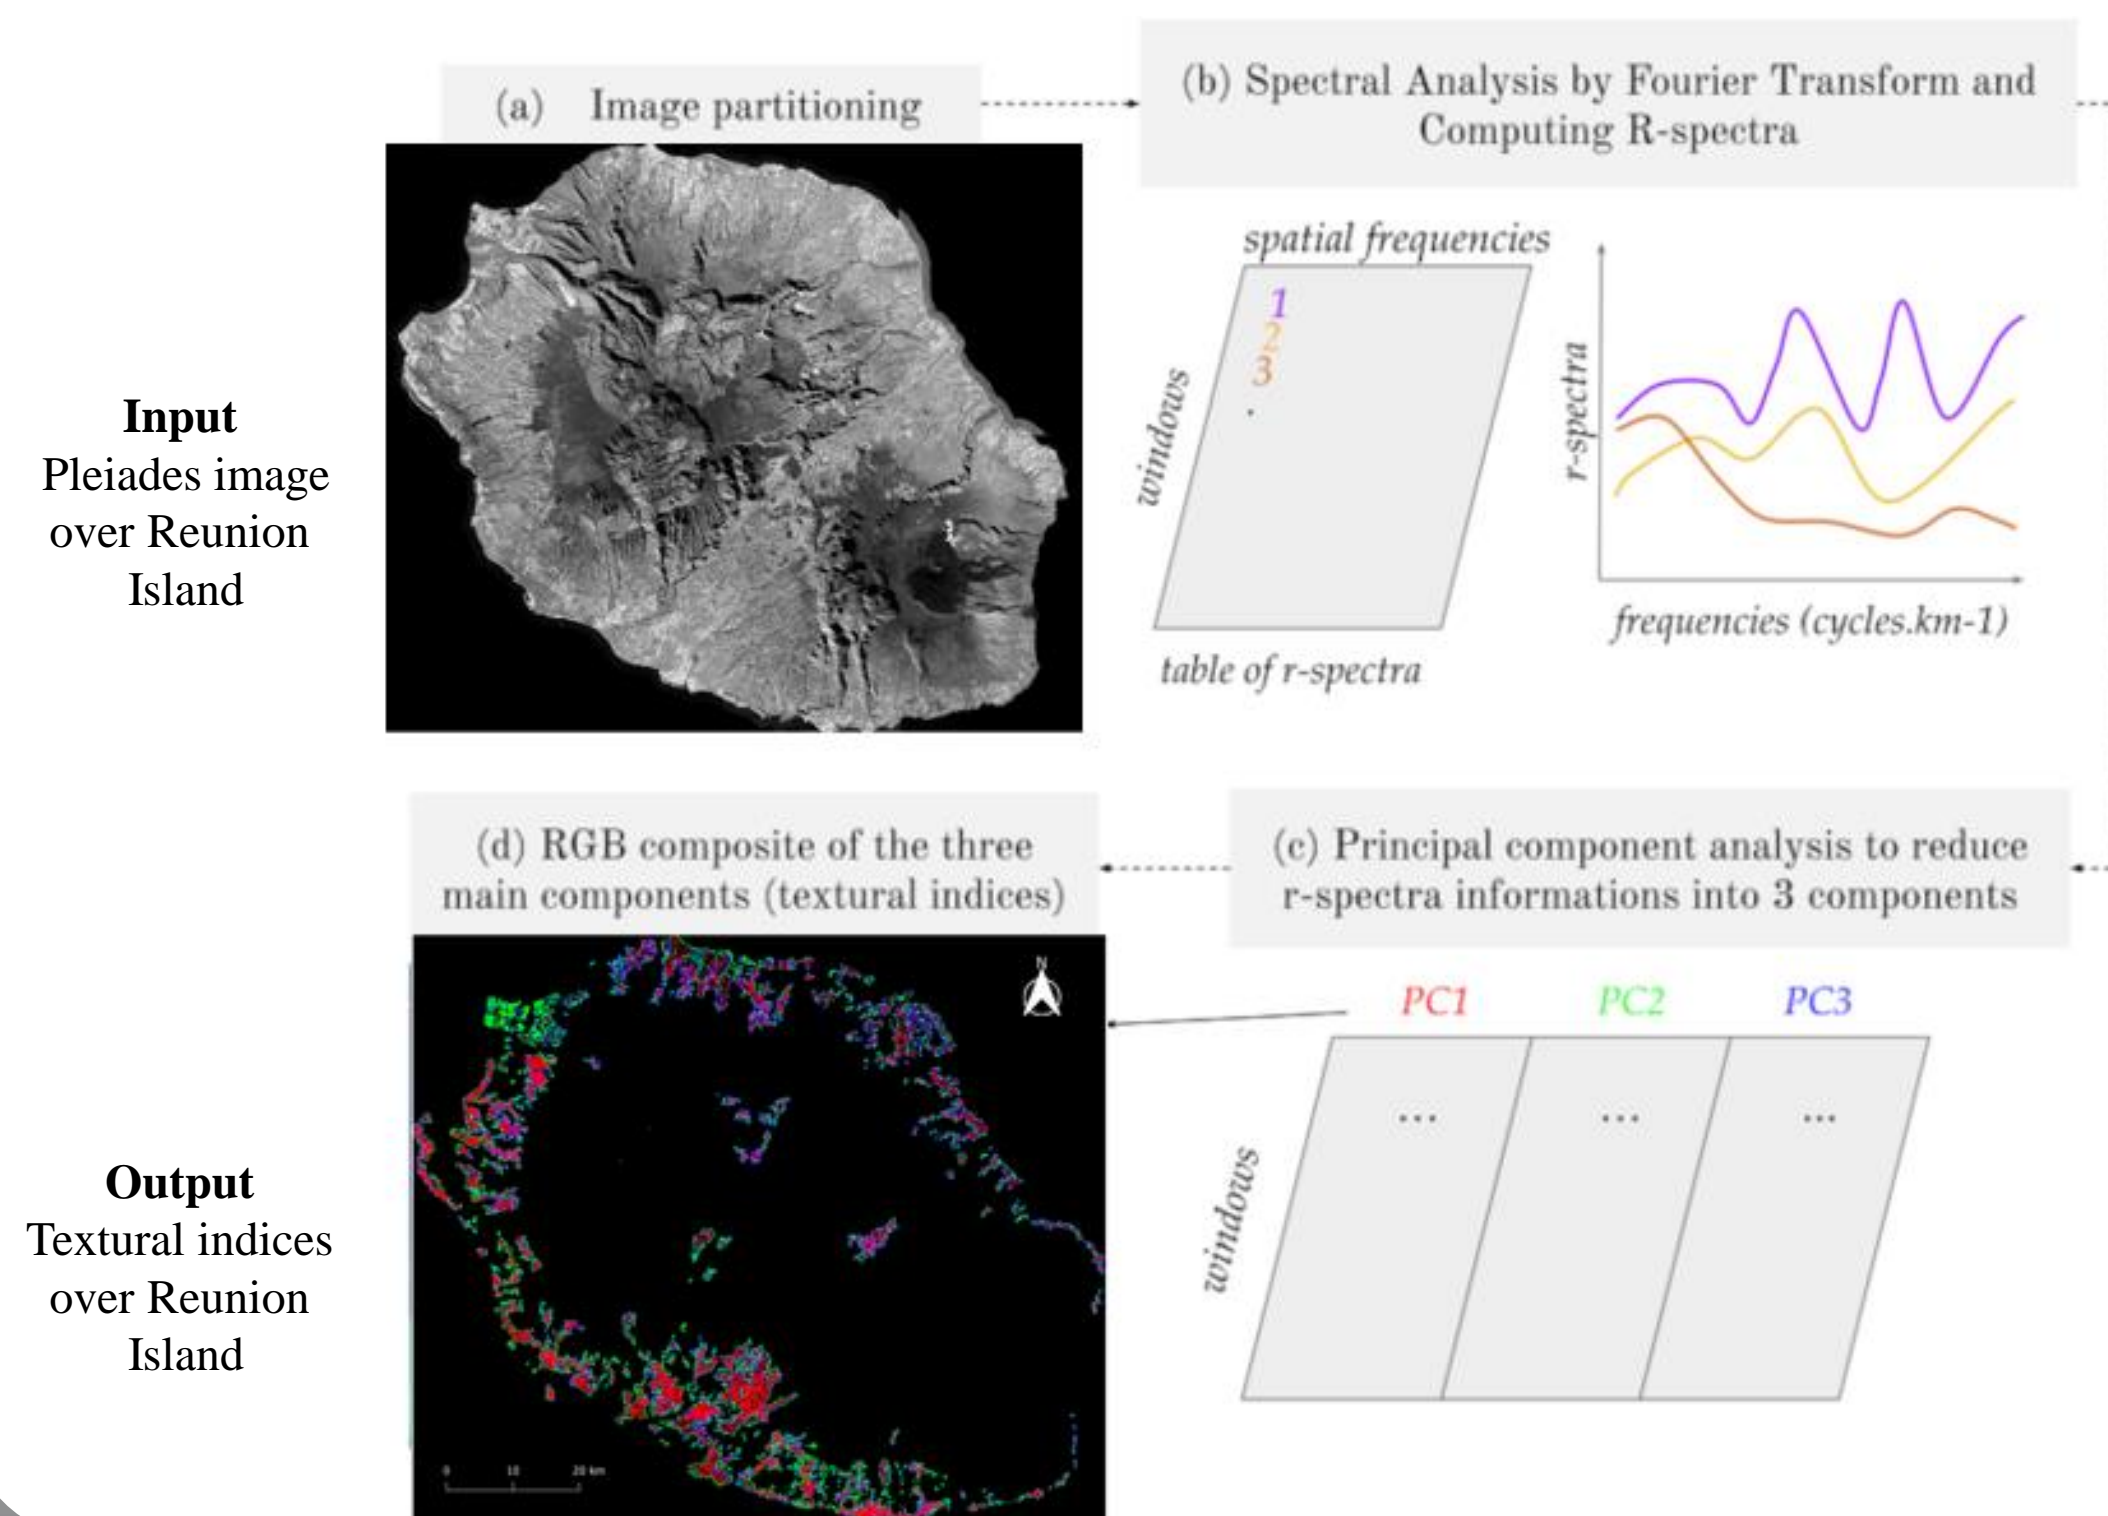 (a) Image partitioning
(b) Spectral Analysis by Fourier Transform and
Computing R-spectra
Input
Pleiades image
over Reunion
Island
spatial frequencies
1
2
3
.
windows
table of r-spectra
r-spectra
frequencies (cycles.km-1)
(d) RGB composite of the three
main components (textural indices)
(c) Principal component analysis to reduce
r-spectra informations into 3 components
Output
Textural indices
over Reunion
Island
N
0 10 20 km
PC1 PC2 PC3
... ... ...
windows